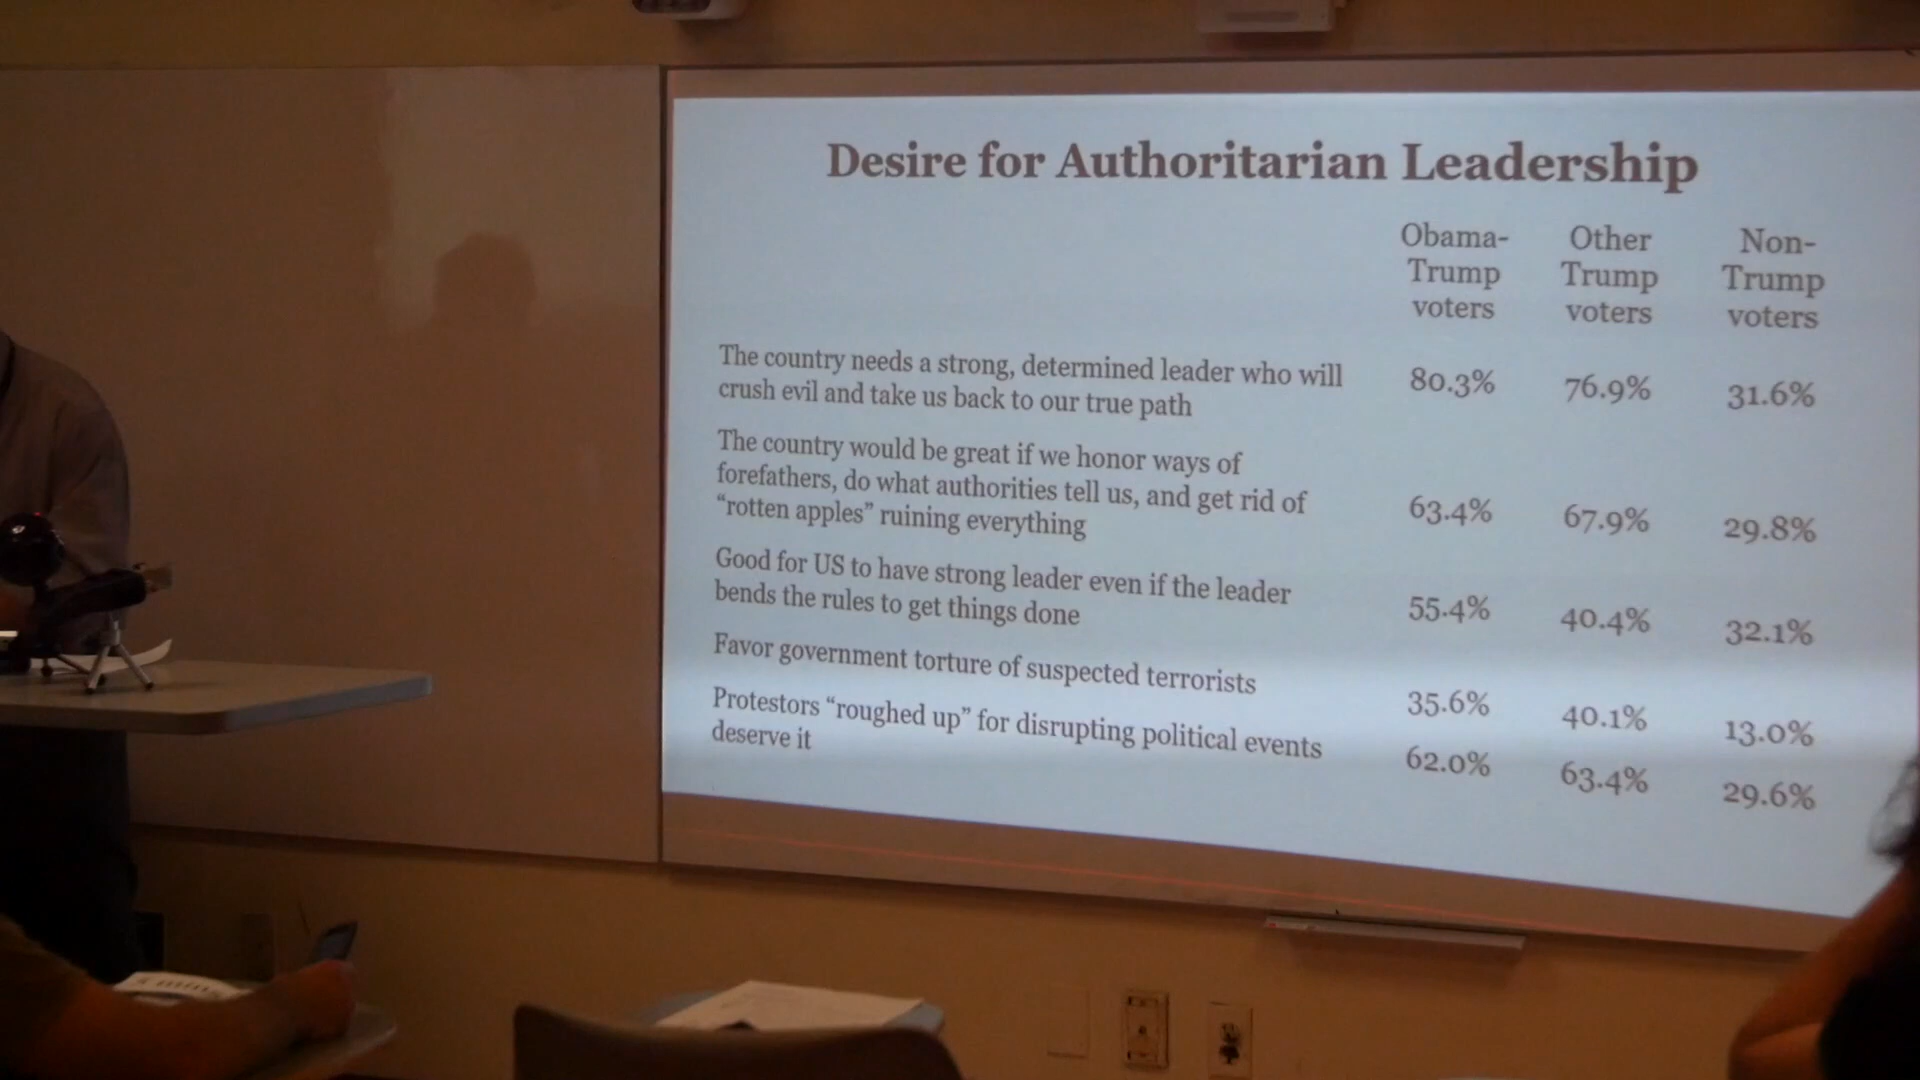 Desire for Authoritarian Leadership
Obama- Other Non-
Trump Trump Trump
voters voters voters
The country needs a strong, determined leader who will
crush evil and take us back to our true path
80.3% 76.9% 31.6%
The country would be great if we honor ways of
forefathers, do what authorities tell us, and get rid of
“rotten apples” ruining everything
63.4% 67.9% 29.8%
Good for US to have strong leader even if the leader
bends the rules to get things done
55.4% 40.4% 32.1%
Favor government torture of suspected terrorists
35.6% 40.1% 13.0%
Protestors “roughed up” for disrupting political events
deserve it
62.0% 63.4% 29.6%